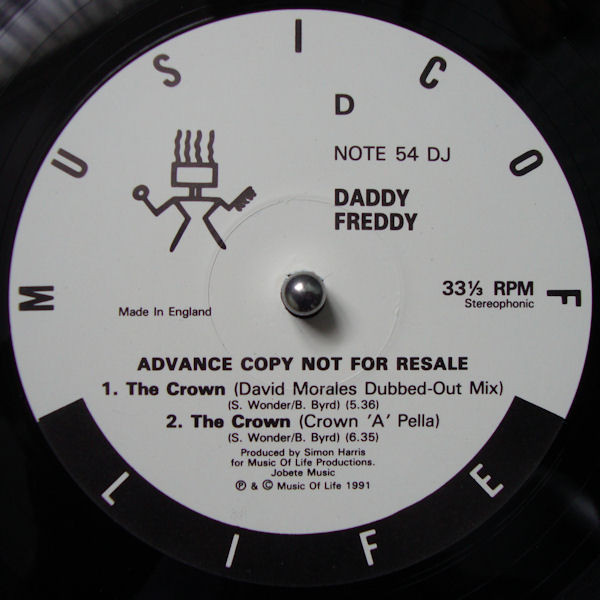 MUSIC OF LIFE
D
NOTE 54 DJ
DADDY
FREDDY
33⅓ RPM
Stereophonic
Made In England
ADVANCE COPY NOT FOR RESALE
1. The Crown (David Morales Dubbed-Out Mix)
(S. Wonder/B. Byrd) (5.36)
2. The Crown (Crown 'A' Pella)
(S. Wonder/B. Byrd) (6.35)
Produced by Simon Harris
for Music Of Life Productions.
Jobete Music
℗ & © Music Of Life 1991